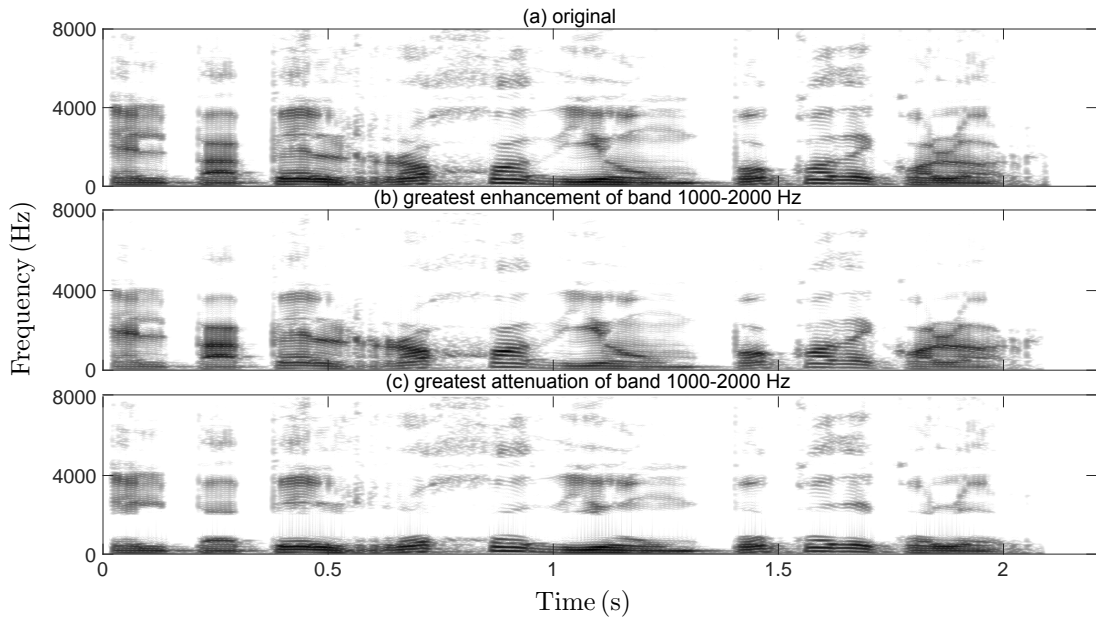 (a) original
8000
4000
0
(b) greatest enhancement of band 1000-2000 Hz
8000
4000
0
(c) greatest attenuation of band 1000-2000 Hz
8000
4000
0
0 0.5 1 1.5 2
Frequency (Hz)
Time (s)